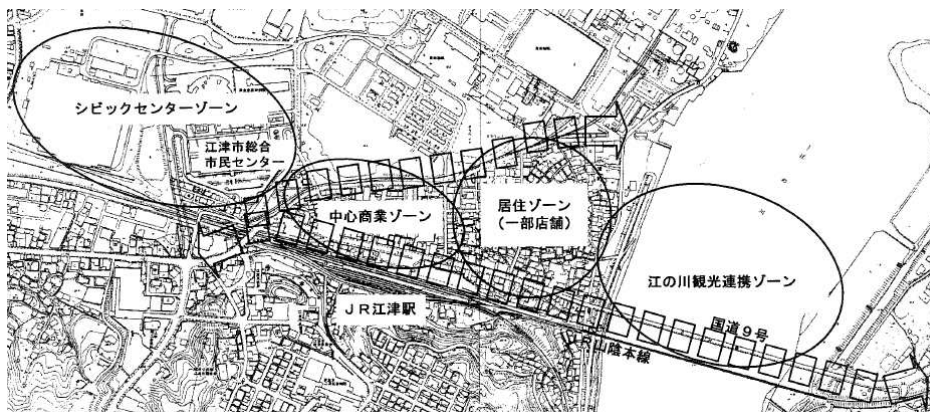 シビックセンターゾーン
江津市総合
市民センター
中心商業ゾーン
居住ゾーン
(一部店舗)
江の川観光連携ゾーン
JR江津駅
国道9号
JR山陰本線